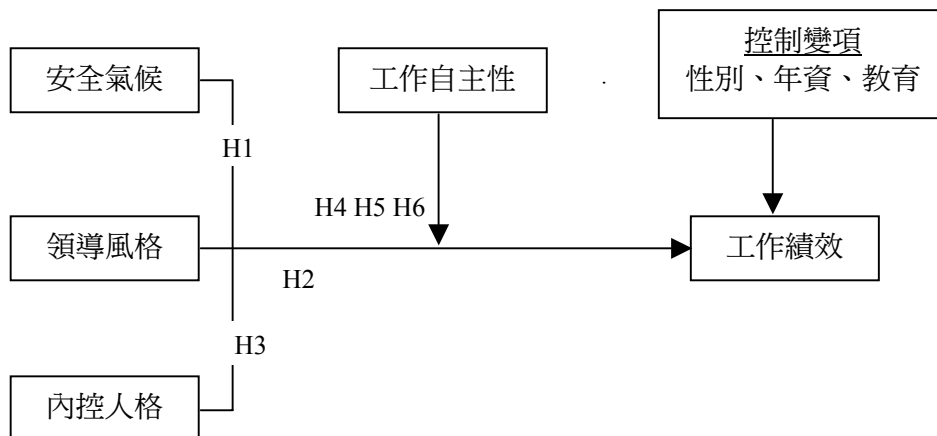 控制變項
性別、年資、教育
安全氣候
工作自主性
H1
H4 H5 H6
領導風格
工作績效
H2
H3
內控人格